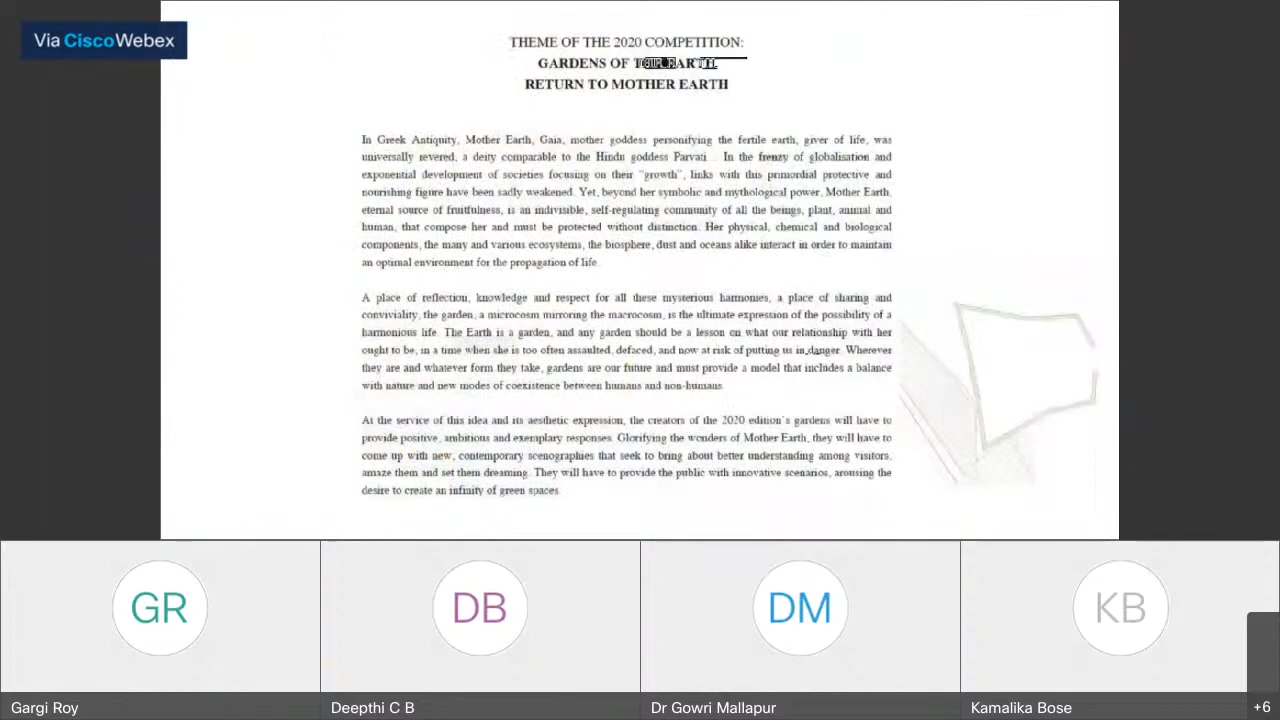 Via Cisco Webex
THEME OF THE 2020 COMPETITION:
GARDENS OF
RETURN TO MOTHER EARTH
In Greek Antiquity, Mother Earth, Gaia, mother goddess personifying the fertile earth, giver of life, was
universally revered, a deity comparable to the Hindu goddess Parvati... In the frenzy of globalisation and
exponential development of societies focusing on their "growth", links with this primordial protective and
nourishing figure have been sadly weakened. Yet, beyond her symbolic and mythological power, Mother Earth,
eternal source of fruitfulness, is an indivisible, self-regulating community of all the beings, plant, animal and
human, that compose her and must be protected without distinction. Her physical, chemical and biological
components, the many and various ecosystems, the biosphere, dust and oceans alike interact in order to maintain
an optimal environment for the propagation of life.
A place of reflection, knowledge and respect for all these mysterious harmonies, a place of sharing and
conviviality, the garden, a microcosm mirroring the macrocosm, is the ultimate expression of the possibility of a
harmonious life. The Earth is a garden, and any garden should be a lesson on what our relationship with her
ought to be, in a time when she is too often assaulted, defaced, and now at risk of putting us in danger. Wherever
they are and whatever form they take, gardens are our future and must provide a model that includes a balance
with nature and new modes of coexistence between humans and non-humans.
At the service of this idea and its aesthetic expression, the creators of the 2020 edition's gardens will have to
provide positive, ambitious and exemplary responses. Glorifying the wonders of Mother Earth, they will have to
come up with new, contemporary scenographies that seek to bring about better understanding among visitors,
amaze them and set them dreaming. They will have to provide the public with innovative scenarios, arousing the
desire to create an infinity of green spaces.
GR
DB
DM
KB
Gargi Roy
Deepthi C B
Dr Gowri Mallapur
Kamalika Bose
+6